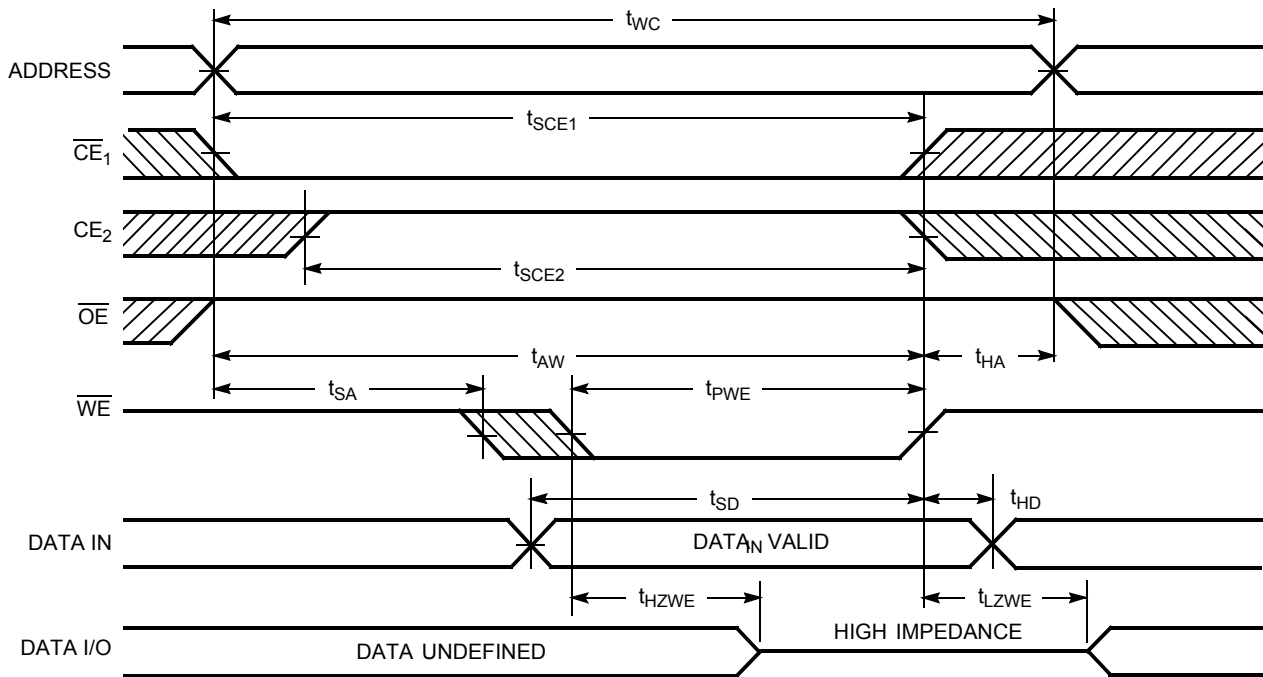 tWC
ADDRESS
tSCE1
CE1
CE2
tSCE2
OE
tAW
tHA
tSA
tPWE
WE
tSD
tHD
DATA IN
DATAIN VALID
tHZWE
tLZWE
HIGH IMPEDANCE
DATA I/O
DATA UNDEFINED